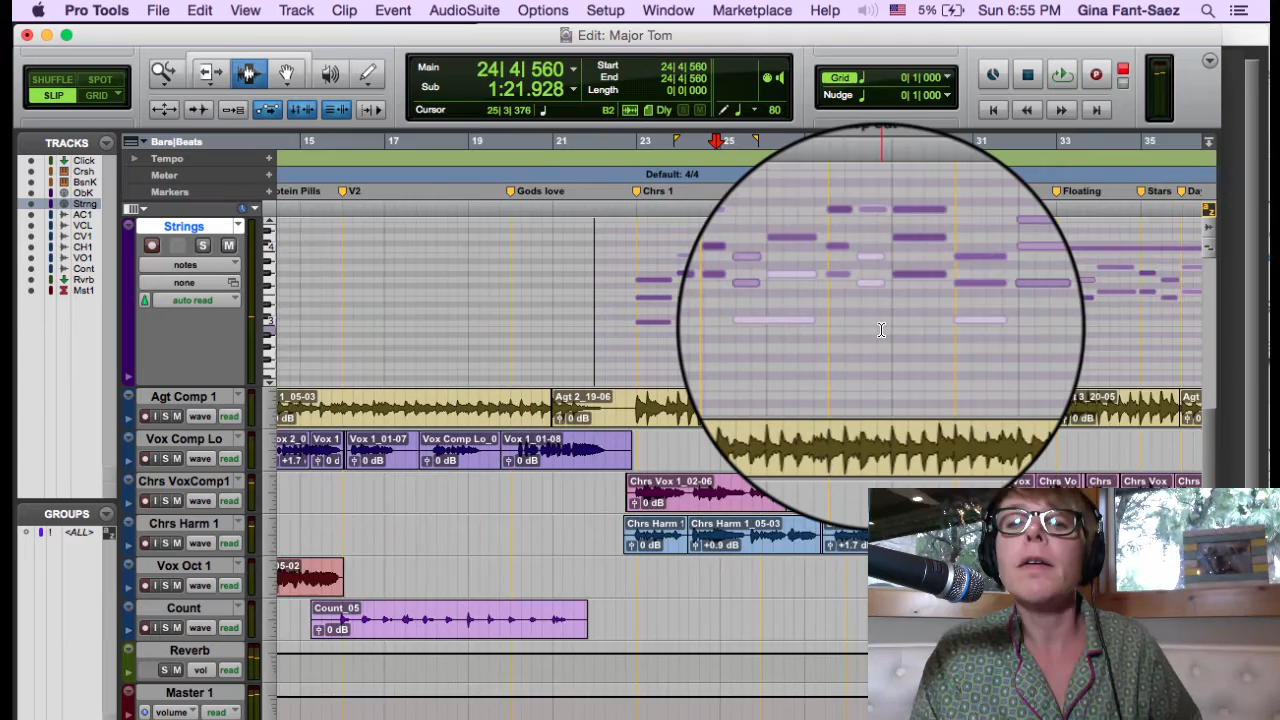 Pro Tools File Edit View Track Clip Event AudioSuite Options Setup Window Marketplace Help 5% Sun 6:55 PM Gina Fant-Saez
Edit: Major Tom
SHUFFLE SPOT
SLIP GRID
Main 24| 4| 560
Sub 1:21.928
Start 24| 4| 560
End 24| 4| 560
Length 0| 0| 000
Cursor 25| 3| 376 B2 Dly S M 80
Grid 0| 1| 000
Nudge 0| 1| 000
TRACKS
Click
Crsh
BsnK
ObK
Strng
AC1
VCL
CV1
CH1
VO1
Cont
Rvrb
Mst1
GROUPS
1 <ALL> a z
Bars|Beats 15 17 19 21 23 25 31 33 35
Tempo
Meter Default: 4/4
Markers otein Pills V2 Gods love Chrs 1 Floating Stars Da
Strings
S M
notes
none
auto read
4
3
a z
Agt Comp 1
I S M wave read
1_05-03
0 dB
Agt 2_19-06
0 dB
3_20-05
Agt
Vox Comp Lo
I S M wave read
ox 2_0
+1.7
Vox 1
0 d
Vox 1_01-07
0 dB
Vox Comp Lo_0
0 dB
Vox 1_01-08
0 dB
Chrs VoxComp1
I S M wave read
Chrs Vox 1_02-06
0 dB
Vox
Chrs Vo
Chrs
Chrs
Chrs Harm 1
I S M wave read
Chrs Harm 1
0 dB
Chrs Harm 1_05-03
+0.9 dB
+1.7
Vox Oct 1
I S M wave read
05-02
Count
I S M wave read
Count_05
0 dB
Reverb
S M vol read
Master 1
volume read